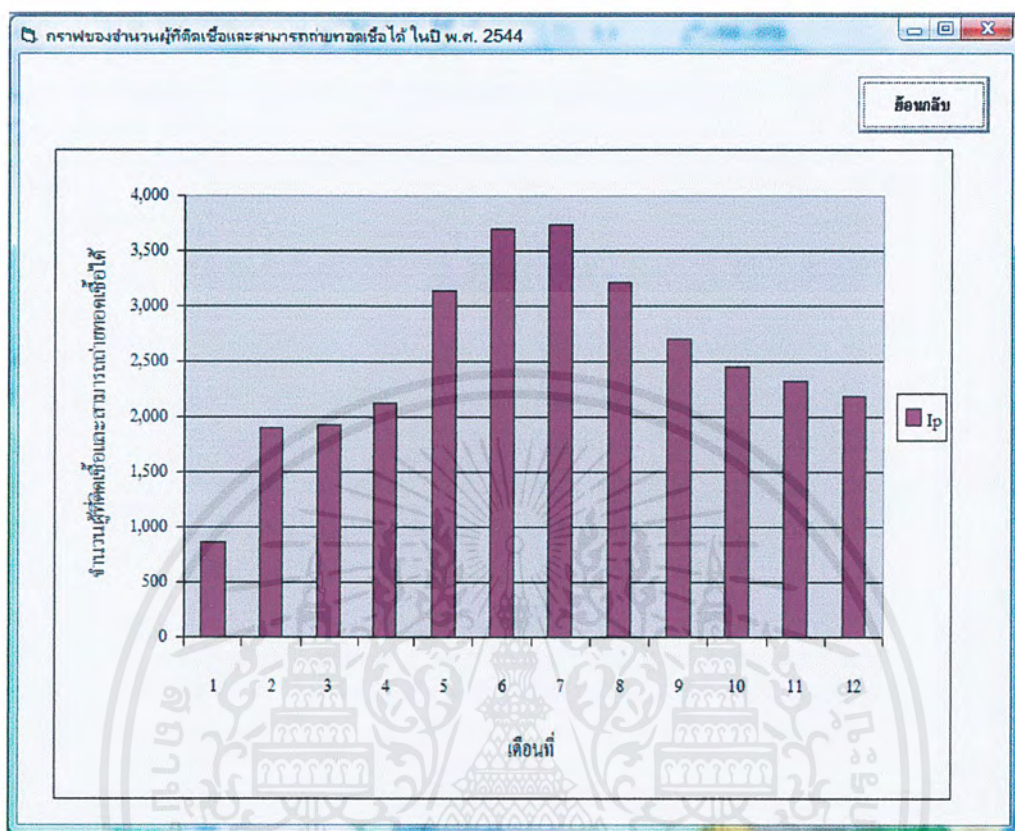 กราฟของจำนวนผู้ที่ติดเชื้อและสามารถถ่ายทอดเชื้อได้ ในปี พ.ศ. 2544
ย้อนกลับ
จำนวนผู้ที่ติดเชื้อและสามารถถ่ายทอดเชื้อได้
4,000
3,500
3,000
2,500
2,000
1,500
1,000
500
0
1 2 3 4 5 6 7 8 9 10 11 12
เดือนที่
Ip